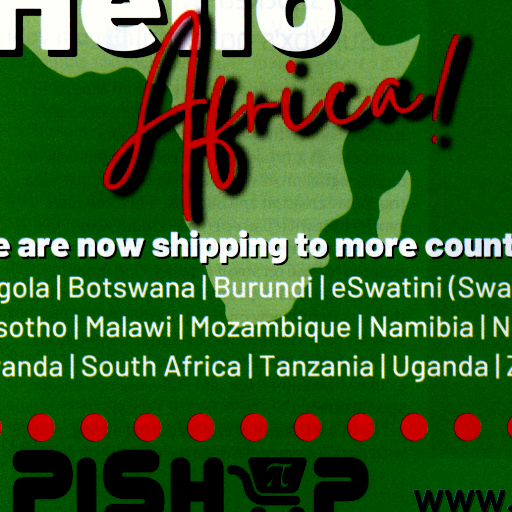 Hello
Africa!
e are now shipping to more count
gola | Botswana | Burundi | eSwatini (Swa
sotho | Malawi | Mozambique | Namibia | N
anda | South Africa | Tanzania | Uganda | Z
PISHOP
www.